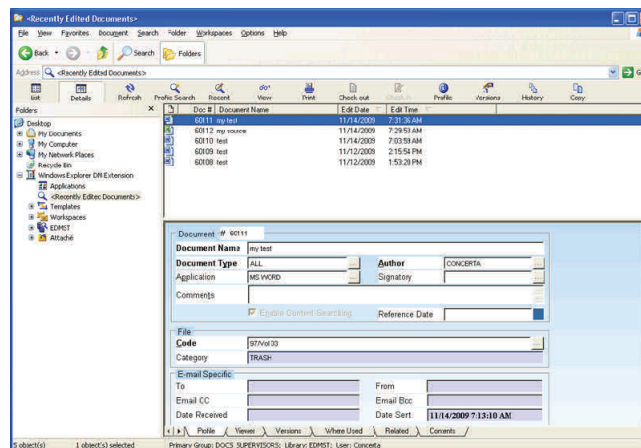 <Recently Edited Documents>
File View Favorites Document Search Folder Workspaces Options Help
Back Search Folders
Address <Recently Edited Documents>
List Details Refresh Profile Search Recent View Print Check out Profile Versions History Copy
Folders
Desktop
My Documents
My Computer
My Network Places
Recycle Bin
Windows Explorer DM Extension
Applications
<Recently Edited Documents>
Templates
Workspaces
EDMST
Attaché
Doc # Document Name Edit Date Edit Time
60111 my test 11/14/2009 7:31:36 AM
60112 my source 11/14/2009 7:29:53 AM
60110 test 11/14/2009 7:03:59 AM
60109 test 11/12/2009 2:15:54 PM
60108 test 11/12/2009 1:53:20 PM
Document # 60111
Document Name my test
Document Type ALL Author CONCERTA
Application MS WORD Signatory
Comments
Enable Content Searching Reference Date
File
Code 97/Vol 33
Category TRASH
E-mail Specific
To From
Email CC Email Bcc
Date Received Date Sent 11/14/2009 7:13:10 AM
Profile Viewer Versions Where Used Related Contents
5 object(s) 1 object(s) selected Primary Group: DOCS_SUPERVISORS; Library: EDMST; User: Concerta